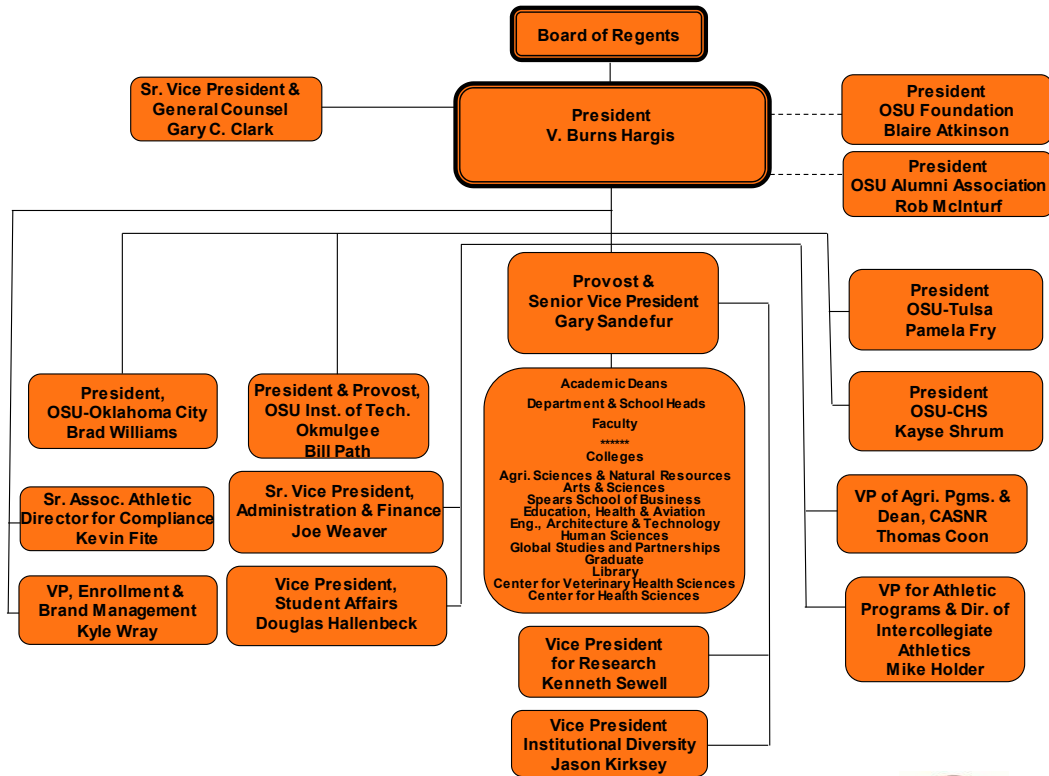 Board of Regents
Sr. Vice President &
General Counsel
Gary C. Clark
President
V. Burns Hargis
President
OSU Foundation
Blaire Atkinson
President
OSU Alumni Association
Rob McInturf
Provost &
Senior Vice President
Gary Sandefur
President
OSU-Tulsa
Pamela Fry
President,
OSU-Oklahoma City
Brad Williams
President & Provost,
OSU Inst. of Tech.
Okmulgee
Bill Path
Academic Deans
Department & School Heads
Faculty
******
Colleges
Agri. Sciences & Natural Resources
Arts & Sciences
Spears School of Business
Education, Health & Aviation
Eng., Architecture & Technology
Human Sciences
Global Studies and Partnerships
Graduate
Library
Center for Veterinary Health Sciences
Center for Health Sciences
President
OSU-CHS
Kayse Shrum
Sr. Assoc. Athletic
Director for Compliance
Kevin Fite
Sr. Vice President,
Administration & Finance
Joe Weaver
VP of Agri. Pgms. &
Dean, CASNR
Thomas Coon
VP, Enrollment &
Brand Management
Kyle Wray
Vice President,
Student Affairs
Douglas Hallenbeck
VP for Athletic
Programs & Dir. of
Intercollegiate
Athletics
Mike Holder
Vice President
for Research
Kenneth Sewell
Vice President
Institutional Diversity
Jason Kirksey